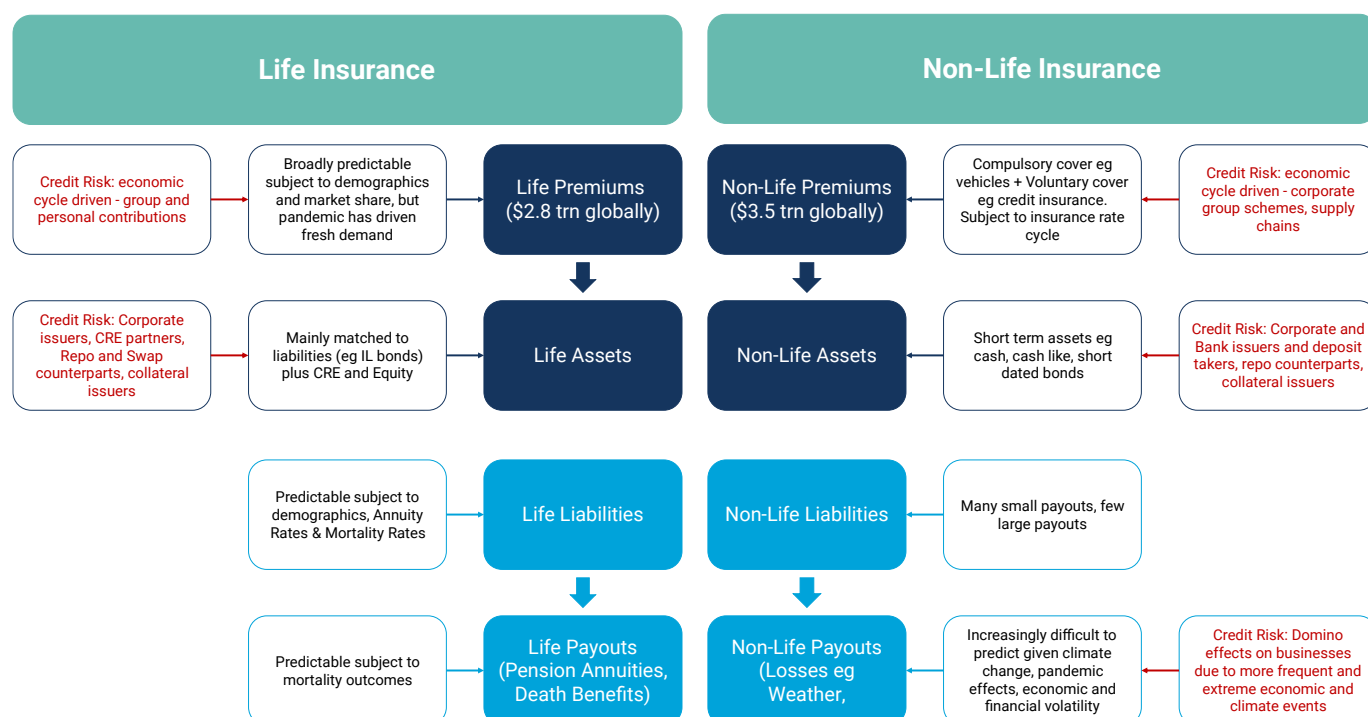 Life Insurance
Non-Life Insurance
Credit Risk: economic
cycle driven - group and
personal contributions
Broadly predictable
subject to demographics
and market share, but
pandemic has driven
fresh demand
Life Premiums
($2.8 trn globally)
Non-Life Premiums
($3.5 trn globally)
Compulsory cover eg
vehicles + Voluntary cover
eg credit insurance.
Subject to insurance rate
cycle
Credit Risk: economic
cycle driven - corporate
group schemes, supply
chains
Credit Risk: Corporate
issuers, CRE partners,
Repo and Swap
counterparts, collateral
issuers
Mainly matched to
liabilities (eg IL bonds)
plus CRE and Equity
Life Assets
Non-Life Assets
Short term assets eg
cash, cash like, short
dated bonds
Credit Risk: Corporate and
Bank issuers and deposit
takers, repo counterparts,
collateral issuers
Predictable subject to
demographics, Annuity
Rates & Mortality Rates
Life Liabilities
Non-Life Liabilities
Many small payouts, few
large payouts
Predictable subject to
mortality outcomes
Life Payouts
(Pension Annuities,
Death Benefits)
Non-Life Payouts
(Losses eg
Weather,
Increasingly difficult to
predict given climate
change, pandemic
effects, economic and
financial volatility
Credit Risk: Domino
effects on businesses
due to more frequent and
extreme economic and
climate events